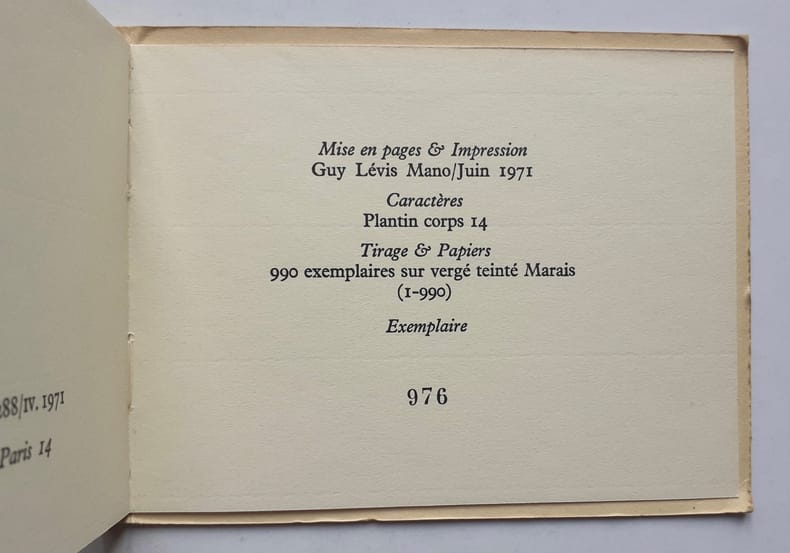 288/IV. 1971
Paris 14
Mise en pages & Impression
Guy Lévis Mano/Juin 1971
Caractères
Plantin corps 14
Tirage & Papiers
990 exemplaires sur vergé teinté Marais
(1-990)
Exemplaire
976